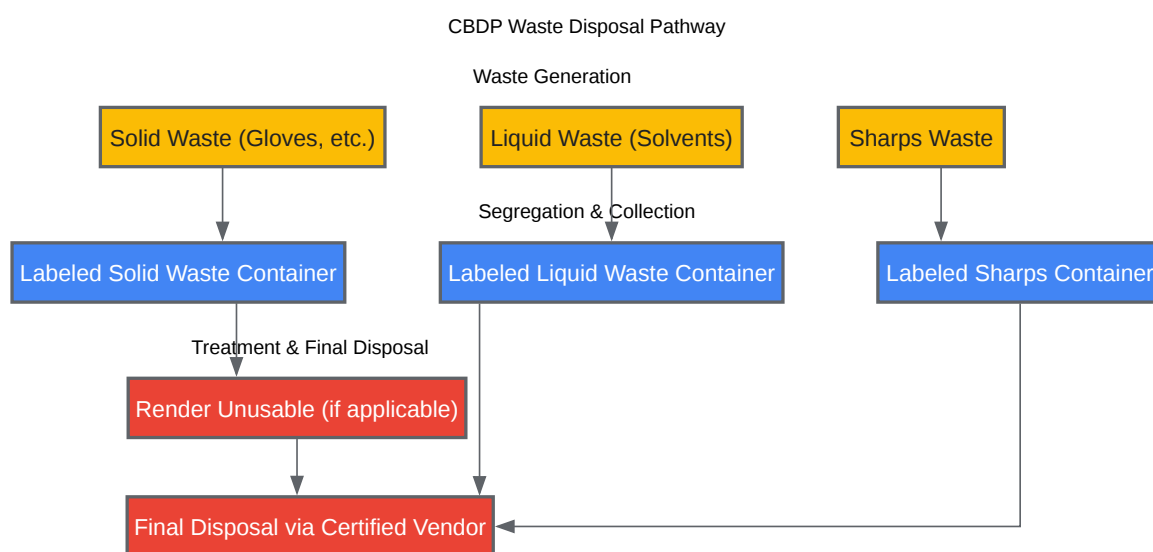 CBDP Waste Disposal Pathway
Waste Generation
Solid Waste (Gloves, etc.)
Liquid Waste (Solvents)
Sharps Waste
Segregation & Collection
Labeled Solid Waste Container
Labeled Liquid Waste Container
Labeled Sharps Container
Treatment & Final Disposal
Render Unusable (if applicable)
Final Disposal via Certified Vendor